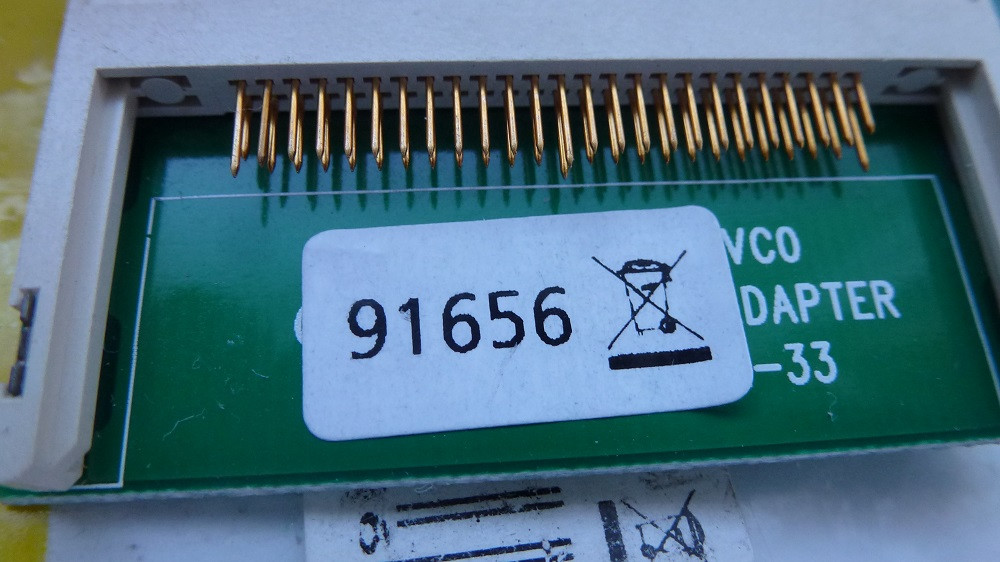 VCO
DAPTER
91656
-33